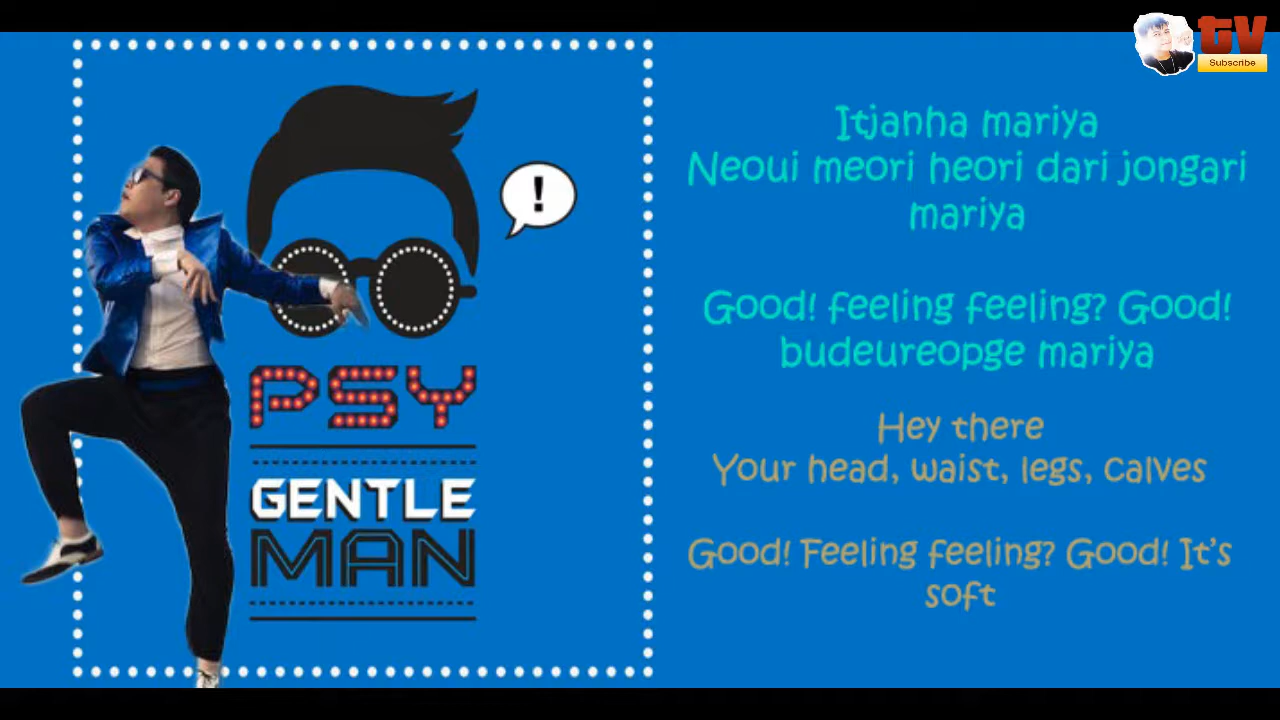 TV
Subscribe
!
PSY
GENTLE
MAN
Itjanha mariya
Neoui meori heori dari jongari
mariya
Good! feeling feeling? Good!
budeureopge mariya
Hey there
Your head, waist, legs, calves
Good! Feeling feeling? Good! It's
soft